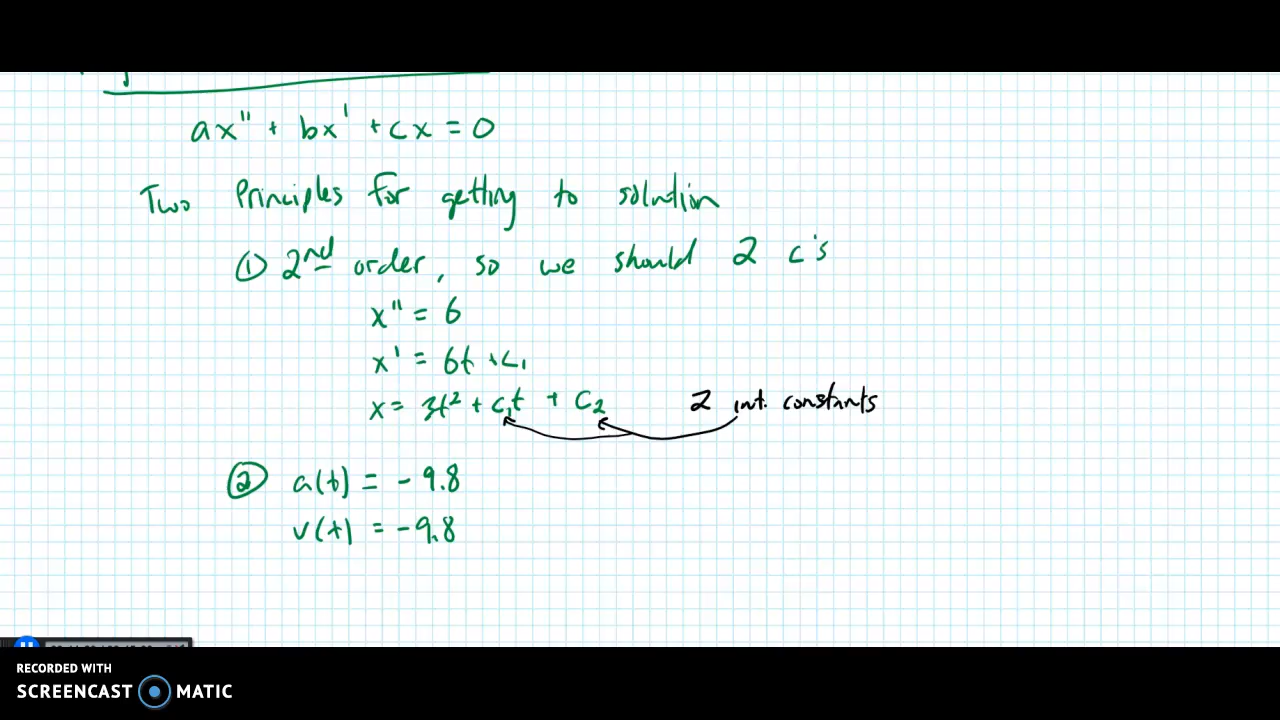 ax" + bx' + cx = 0
Two Principles for getting to solution
① 2nd order, so we should 2 c's
x" = 6
x' = 6t + c₁
x = 3t² + c₁t + c₂ 2 int. constants
② a(t) = -9.8
v(t) = -9.8
RECORDED WITH
SCREENCAST MATIC